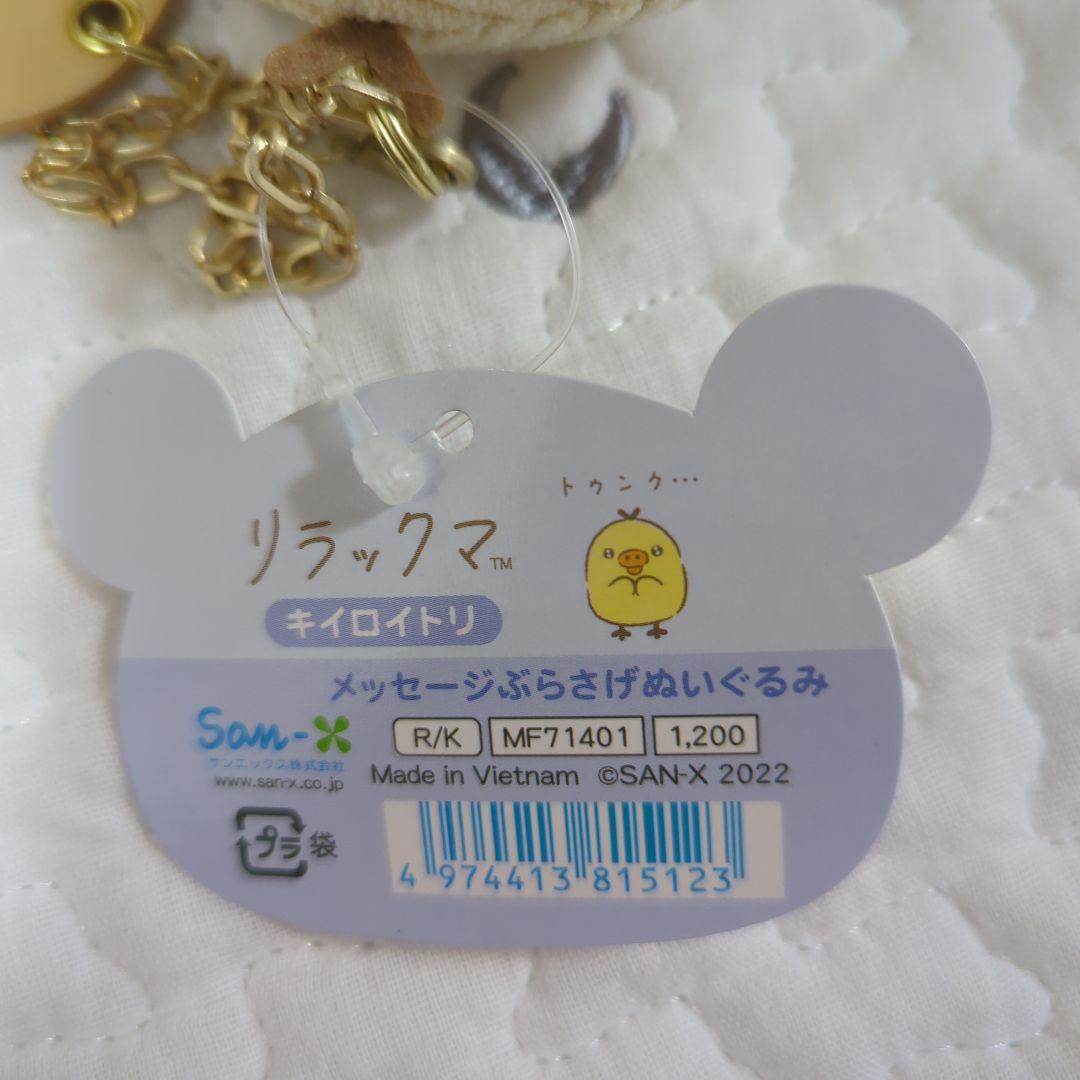 トゥンク…
リラックマ™
キイロイトリ
メッセージぶらさげぬいぐるみ
San-X
サンエックス株式会社
www.san-x.co.jp
R/K MF71401 1,200
Made in Vietnam ©SAN-X 2022
プラ 袋
4 974413 815123